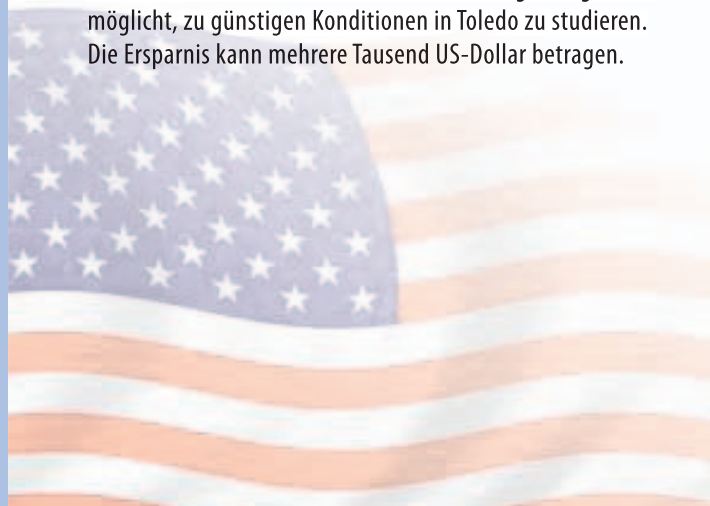 möglicht, zu günstigen Konditionen in Toledo zu studieren.
Die Ersparnis kann mehrere Tausend US-Dollar betragen.